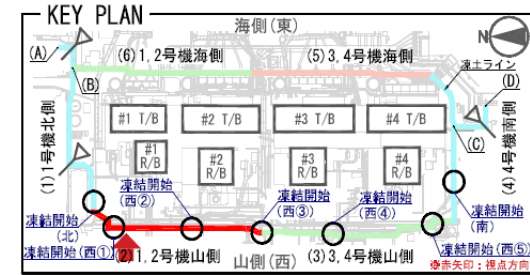 KEY PLAN
海側(東)
N
(A)
(6)1,2号機海側
(5)3,4号機海側
凍土ライン
(B)
(D)
#1 T/B
#2 T/B
#3 T/B
#4 T/B
(C)
(1)1号機北側
(4)4号機南側
#1
R/B
#2
R/B
#3
R/B
#4
R/B
凍結開始
(西②)
凍結開始
(西③)
凍結開始
(西④)
凍結開始
(南)
凍結開始
(北)
凍結開始(西①)
(2)1,2号機山側
山側(西)
(3)3,4号機山側
凍結開始(西⑤)
※赤矢印:視点方向